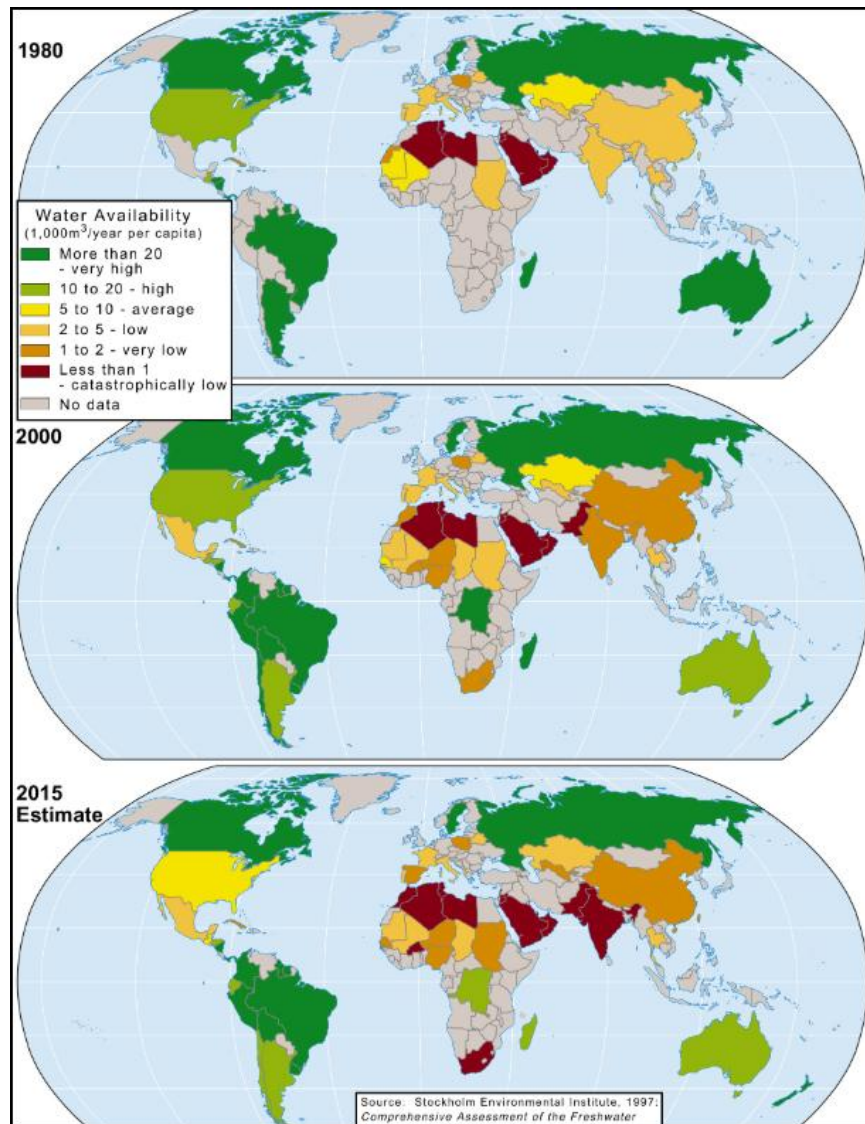 1980
Water Availability
(1,000m³/year per capita)
More than 20
- very high
10 to 20 - high
5 to 10 - average
2 to 5 - low
1 to 2 - very low
Less than 1
- catastrophically low
No data
2000
2015
Estimate
Source: Stockholm Environmental Institute, 1997;
Comprehensive Assessment of the Freshwater